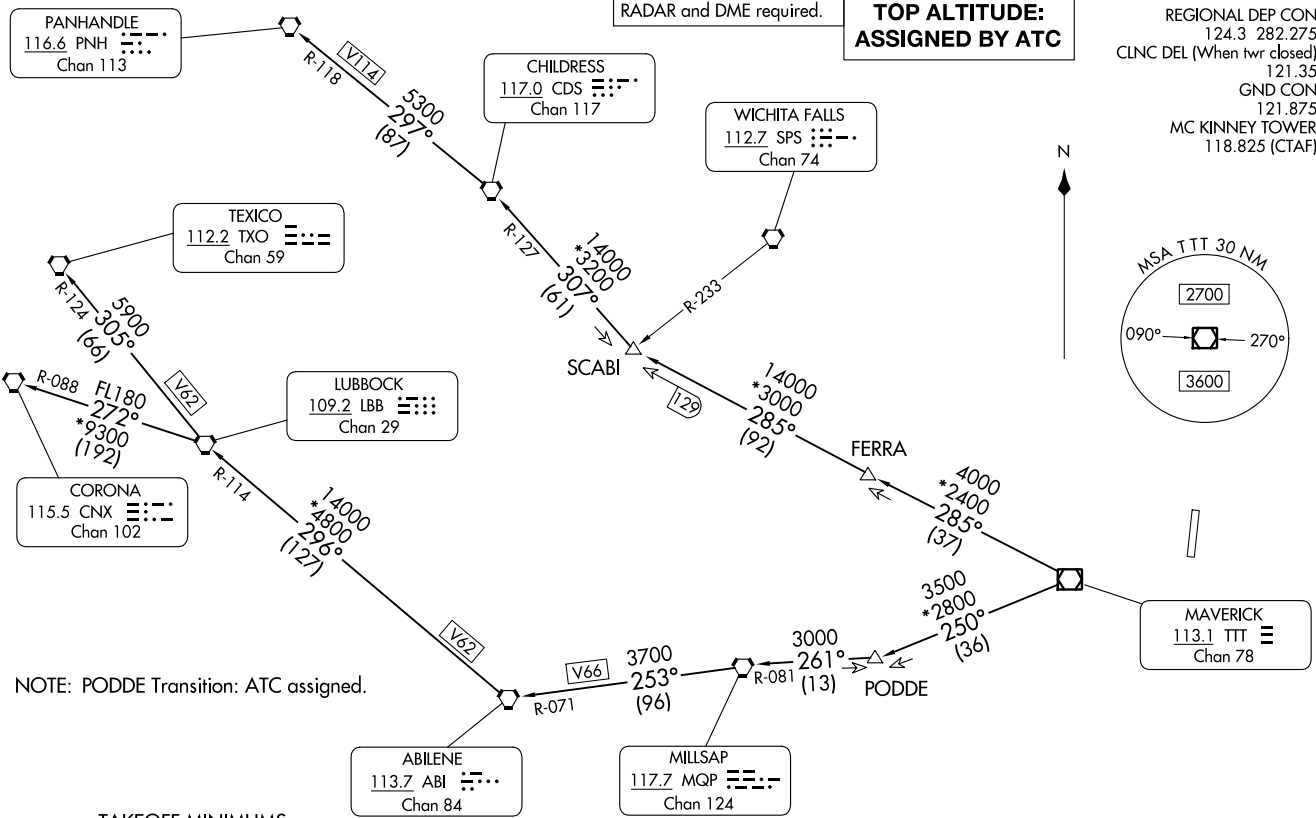 RADAR and DME required.
TOP ALTITUDE:
ASSIGNED BY ATC
REGIONAL DEP CON
124.3 282.275
CLNC DEL (When twr closed)
121.35
GND CON
121.875
MC KINNEY TOWER
118.825 (CTAF)
PANHANDLE
116.6 PNH
Chan 113
R-118
V114
5300
297°
(87)
CHILDRESS
117.0 CDS
Chan 117
WICHITA FALLS
112.7 SPS
Chan 74
N
MSA TTT 30 NM
2700
090°
270°
3600
TEXICO
112.2 TXO
Chan 59
R-127
14000
*3200
307°
(61)
R-233
SCABI
129
14000
*3000
285°
(92)
FERRA
4000
*2400
285°
(37)
R-124
5900
305°
(66)
V62
R-088
FL180
272°
*9300
(192)
LUBBOCK
109.2 LBB
Chan 29
CORONA
115.5 CNX
Chan 102
R-114
14000
*4800
296°
(127)
V62
MAVERICK
113.1 TTT
Chan 78
3500
*2800
250°
(36)
PODDE
3000
261°
(13)
R-081
V66
3700
253°
(96)
R-071
NOTE: PODDE Transition: ATC assigned.
ABILENE
113.7 ABI
Chan 84
MILLSAP
117.7 MQP
Chan 124
TAKEOFF MINIMUMS